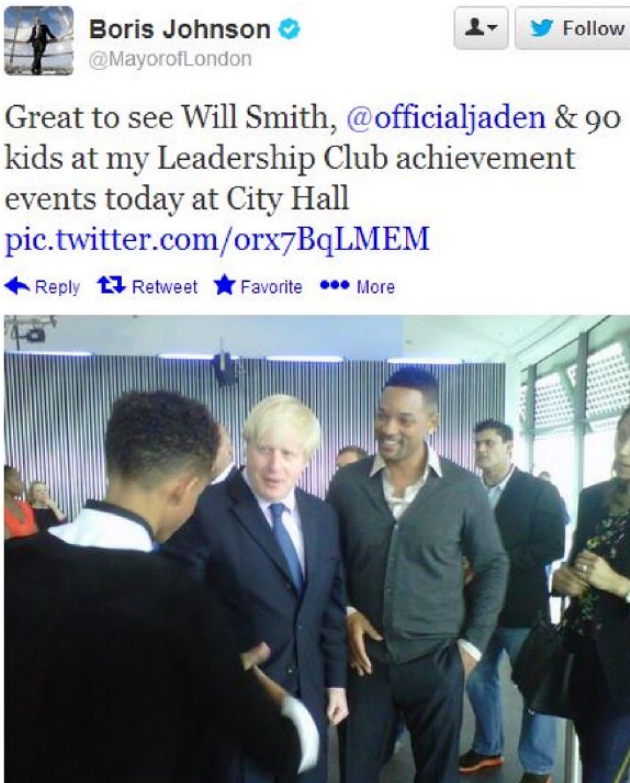 Boris Johnson
@MayorofLondon
Follow
Great to see Will Smith, @officialjaden & 90
kids at my Leadership Club achievement
events today at City Hall
pic.twitter.com/orx7BqLMEM
Reply Retweet Favorite More